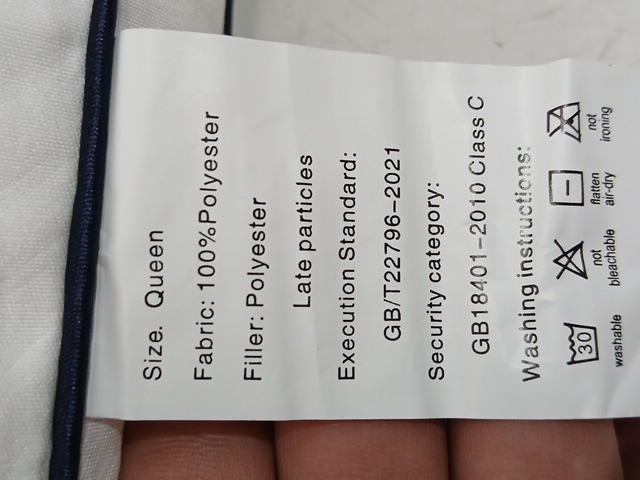 Size. Queen
Fabric: 100%Polyester
Filler: Polyester
Late particles
Execution Standard:
GB/T22796-2021
Security category:
GB18401-2010 Class C
Washing instructions:
30
washable
not
bleachable
flatten
air-dry
not
ironing